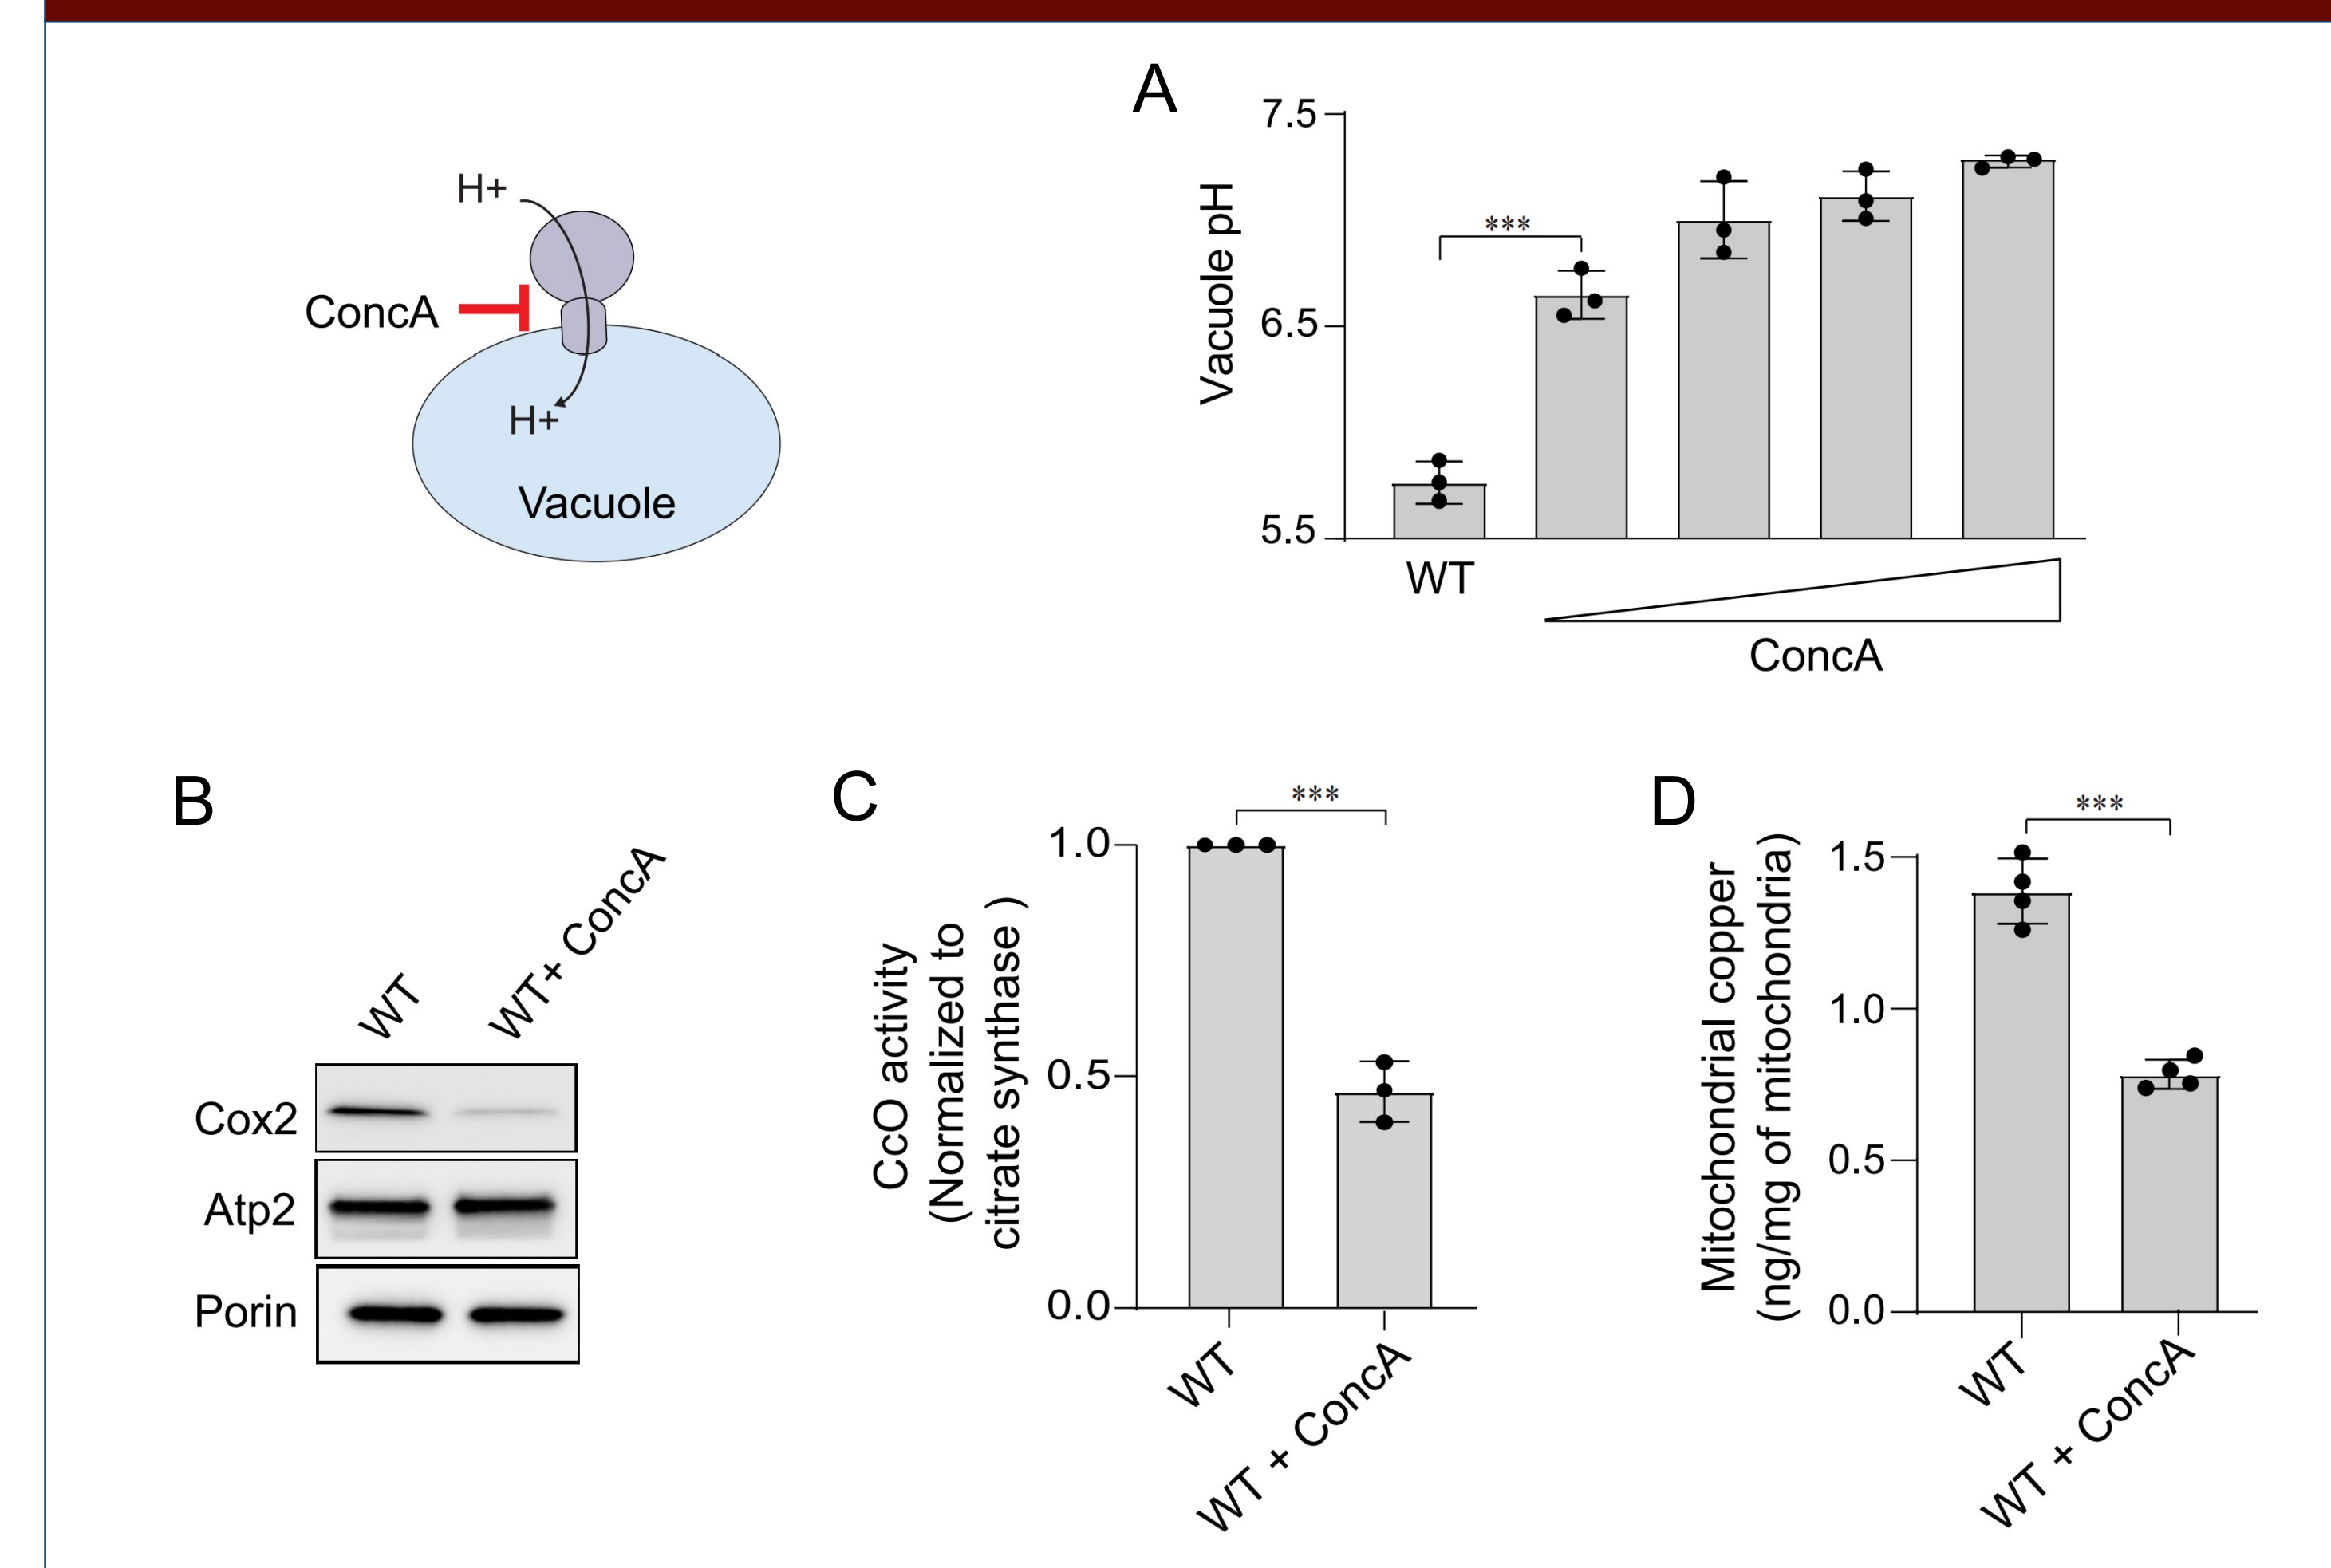 H+
ConcA
H+
Vacuole
A
Vacuole pH
7.5
6.5
5.5
***
WT
ConcA
B
WT
WT+ ConcA
Cox2
Atp2
Porin
C
CcO activity
(Normalized to
citrate synthase )
1.0
0.5
0.0
***
WT
WT + ConcA
D
Mitochondrial copper
(ng/mg of mitochondria)
1.5
1.0
0.5
0.0
***
WT
WT + ConcA